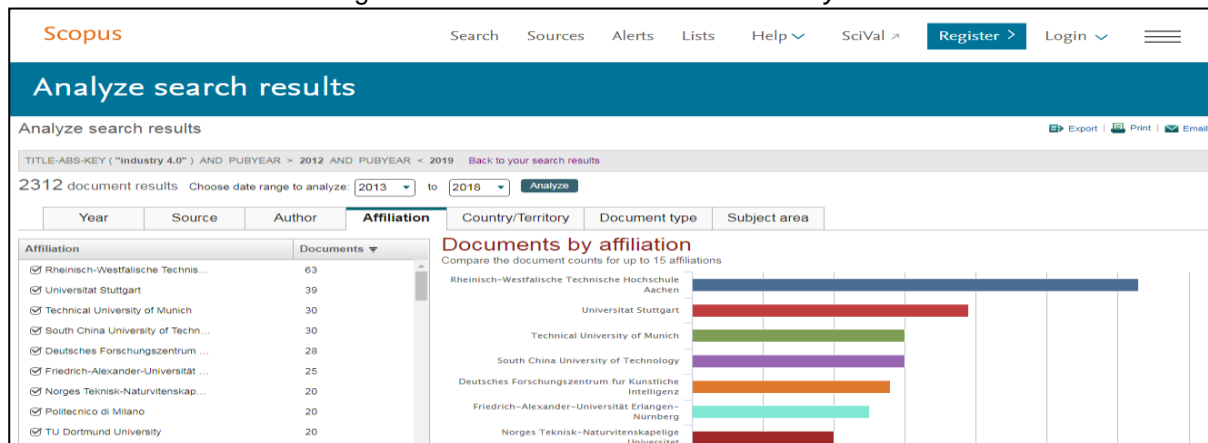 Scopus
Search Sources Alerts Lists Help SciVal Register > Login
Analyze search results
Analyze search results
Export | Print | Email
TITLE-ABS-KEY ( "industry 4.0" ) AND PUBYEAR > 2012 AND PUBYEAR < 2019 Back to your search results
2312 document results Choose date range to analyze: 2013 to 2018 Analyze
Year Source Author Affiliation Country/Territory Document type Subject area
Affiliation Documents
Rheinisch-Westfalische Technis... 63
Universitat Stuttgart 39
Technical University of Munich 30
South China University of Techn... 30
Deutsches Forschungszentrum ... 28
Friedrich-Alexander-Universität ... 25
Norges Teknisk-Naturvitenskap... 20
Politecnico di Milano 20
TU Dortmund University 20
Documents by affiliation
Compare the document counts for up to 15 affiliations
Rheinisch-Westfalische Technische Hochschule
Aachen
Universitat Stuttgart
Technical University of Munich
South China University of Technology
Deutsches Forschungszentrum fur Kunstliche
Intelligenz
Friedrich-Alexander-Universität Erlangen-
Nürnberg
Norges Teknisk-Naturvitenskapelige
Universitet